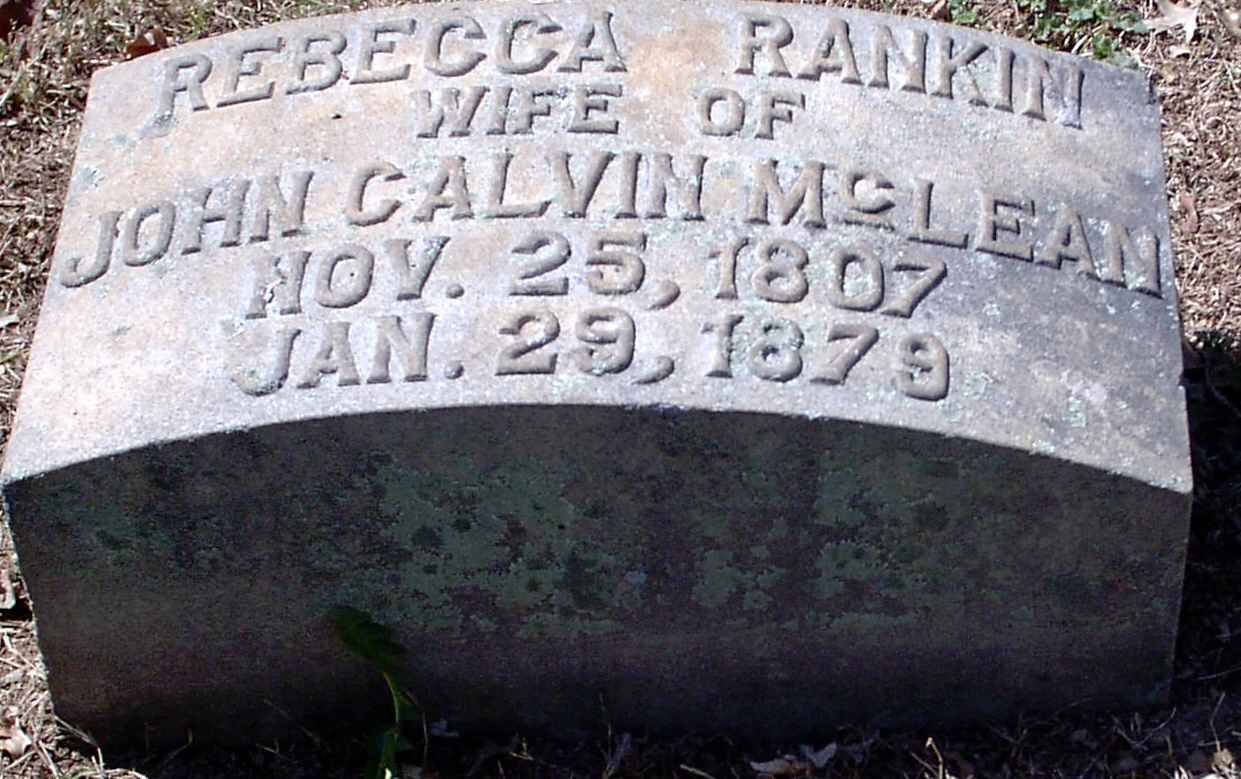 REBECCA RANKIN
WIFE OF
JOHN CALVIN McLEAN
NOV. 25, 1807
JAN. 29, 1879